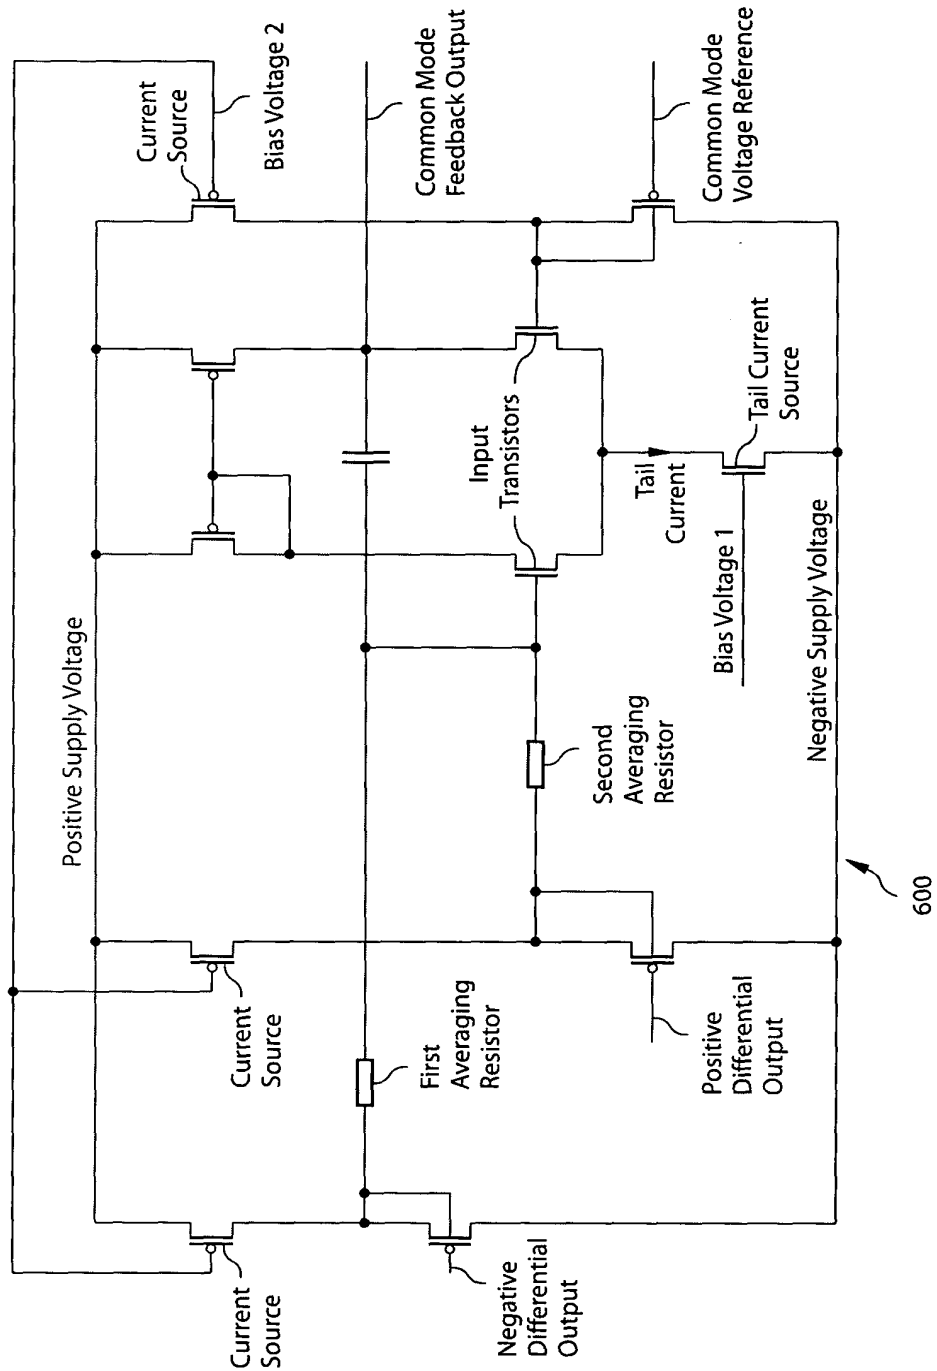 Bias Voltage 2
Current
Source
Common Mode
Feedback Output
Common Mode
Voltage Reference
Input
Transistors
Tail
Current
Tail Current
Source
Bias Voltage 1
Positive Supply Voltage
Negative Supply Voltage
Second
Averaging
Resistor
Current
Source
First
Averaging
Resistor
Positive
Differential
Output
Current
Source
Negative
Differential
Output
600